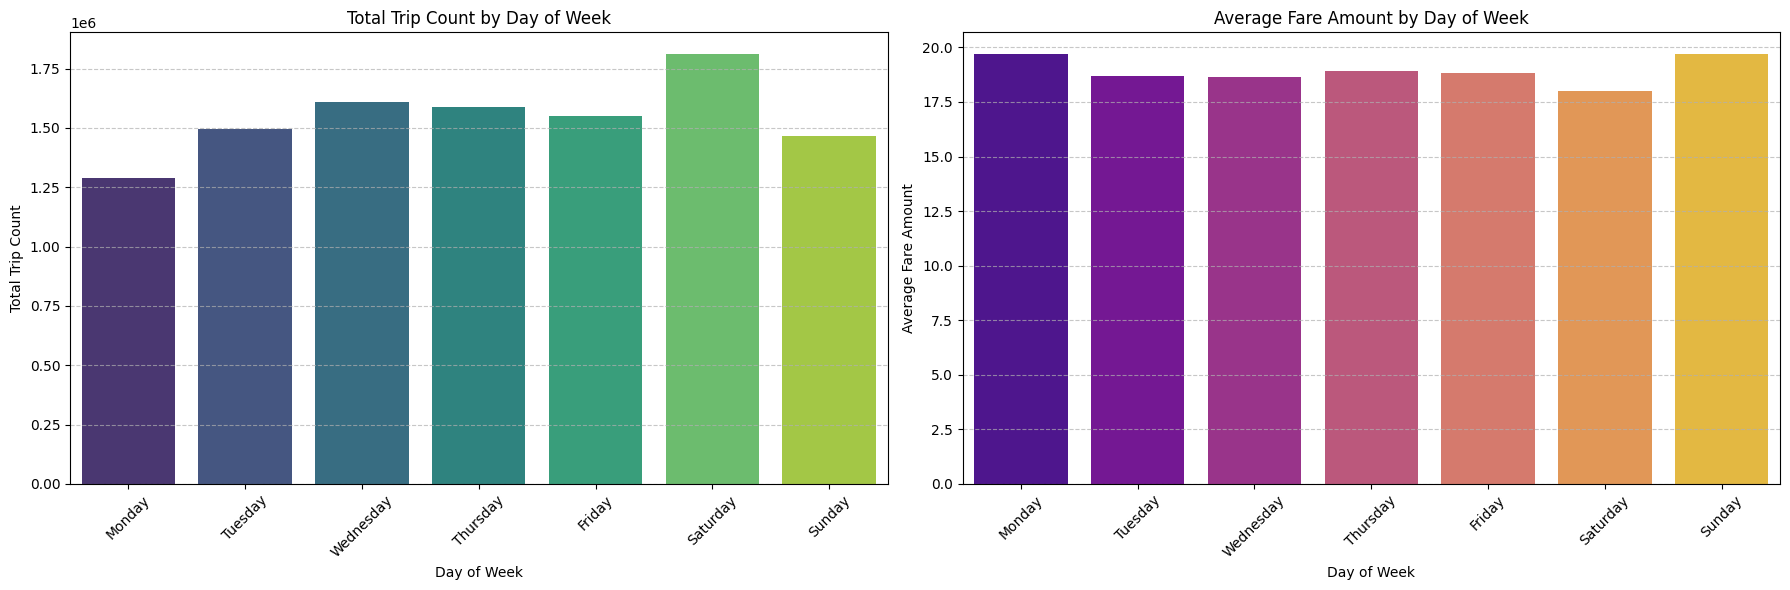 Total Trip Count by Day of Week
1e6
1.75
1.50
1.25
1.00
0.75
0.50
0.25
0.00
Total Trip Count
Monday
Tuesday
Wednesday
Thursday
Friday
Saturday
Sunday
Day of Week
Average Fare Amount by Day of Week
20.0
17.5
15.0
12.5
10.0
7.5
5.0
2.5
0.0
Average Fare Amount
Monday
Tuesday
Wednesday
Thursday
Friday
Saturday
Sunday
Day of Week